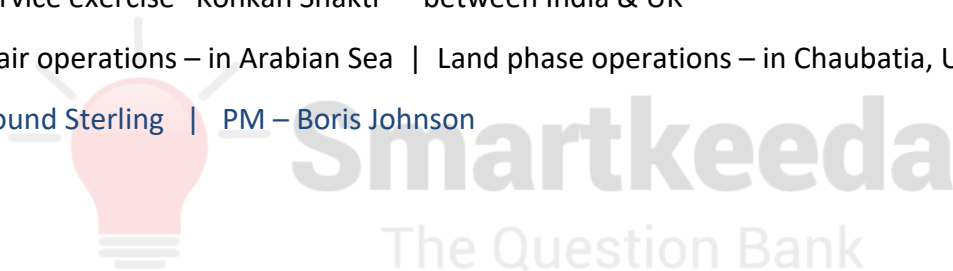 rvice exercise "Konkan Shakti" between India & UK
air operations – in Arabian Sea | Land phase operations – in Chaubatia, U
ound Sterling | PM – Boris Johnson
Smartkeeda
The Question Bank